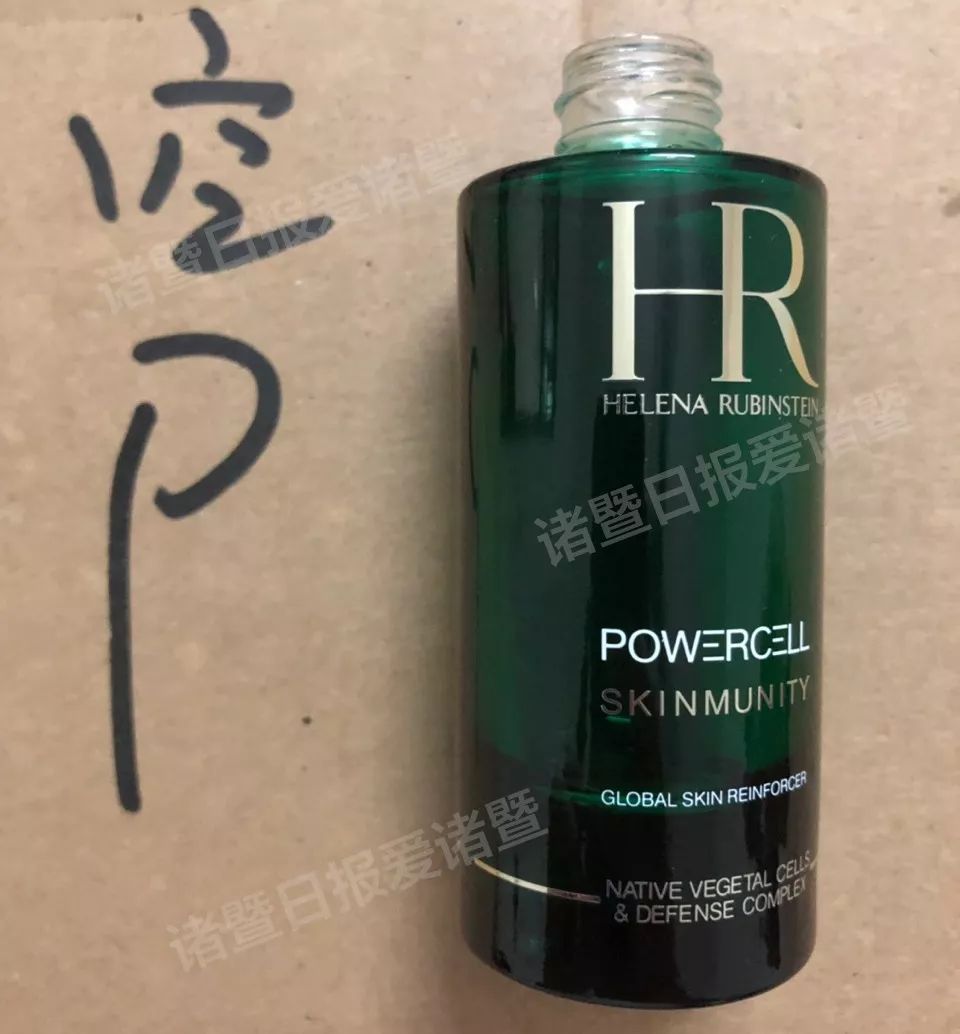 空
P
HR
HELENA RUBINSTEIN
POWERCELL
SKINMUNITY
GLOBAL SKIN REINFORCER
NATIVE VEGETAL CELLS
& DEFENSE COMPLEX
诸暨日报爱诸暨
诸暨日报爱诸暨
诸暨日报爱诸暨